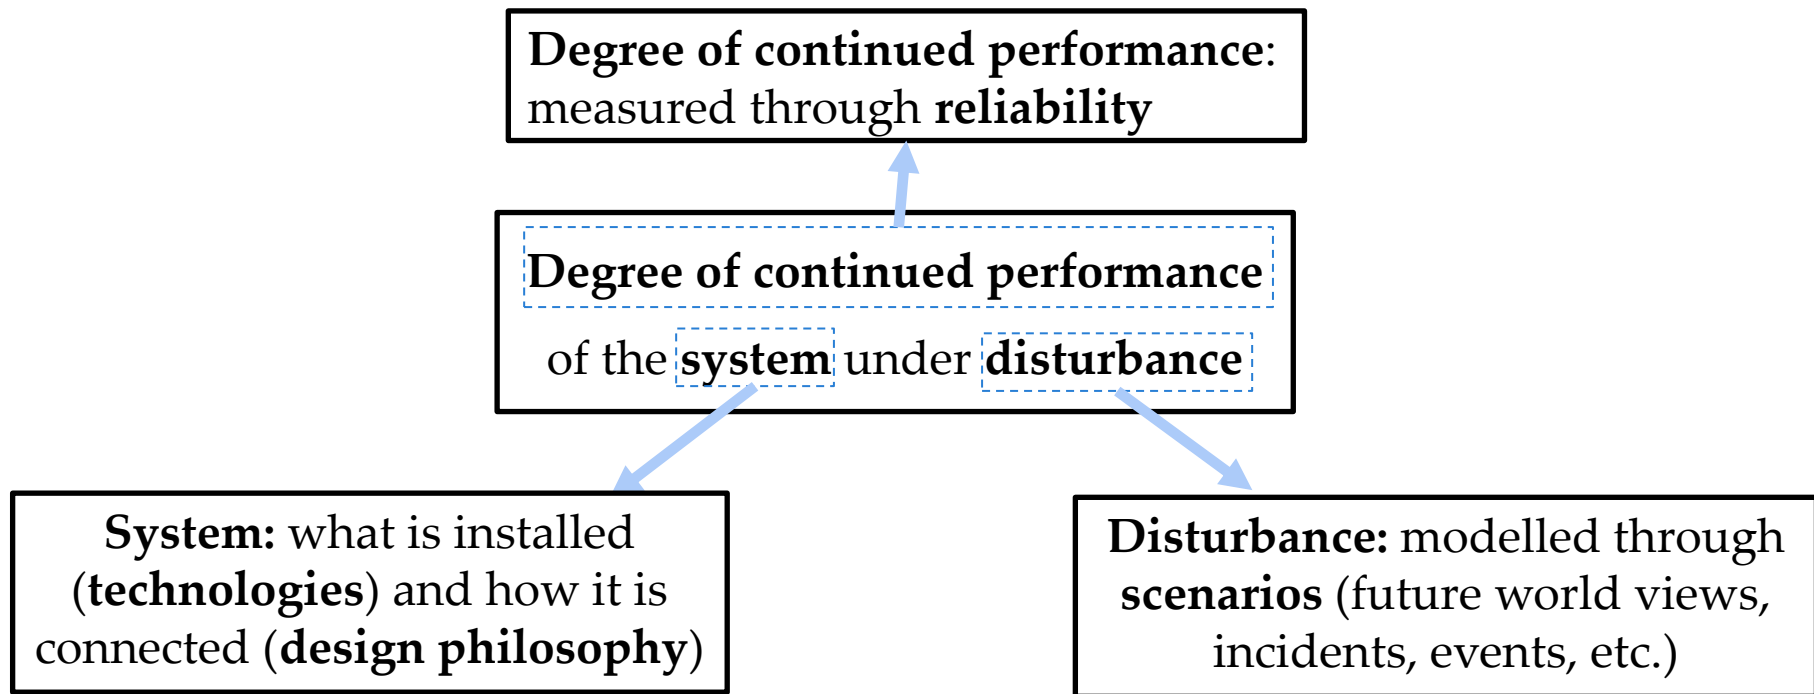 Degree of continued performance:
measured through reliability
Degree of continued performance
of the system under disturbance
System: what is installed
(technologies) and how it is
connected (design philosophy)
Disturbance: modelled through
scenarios (future world views,
incidents, events, etc.)